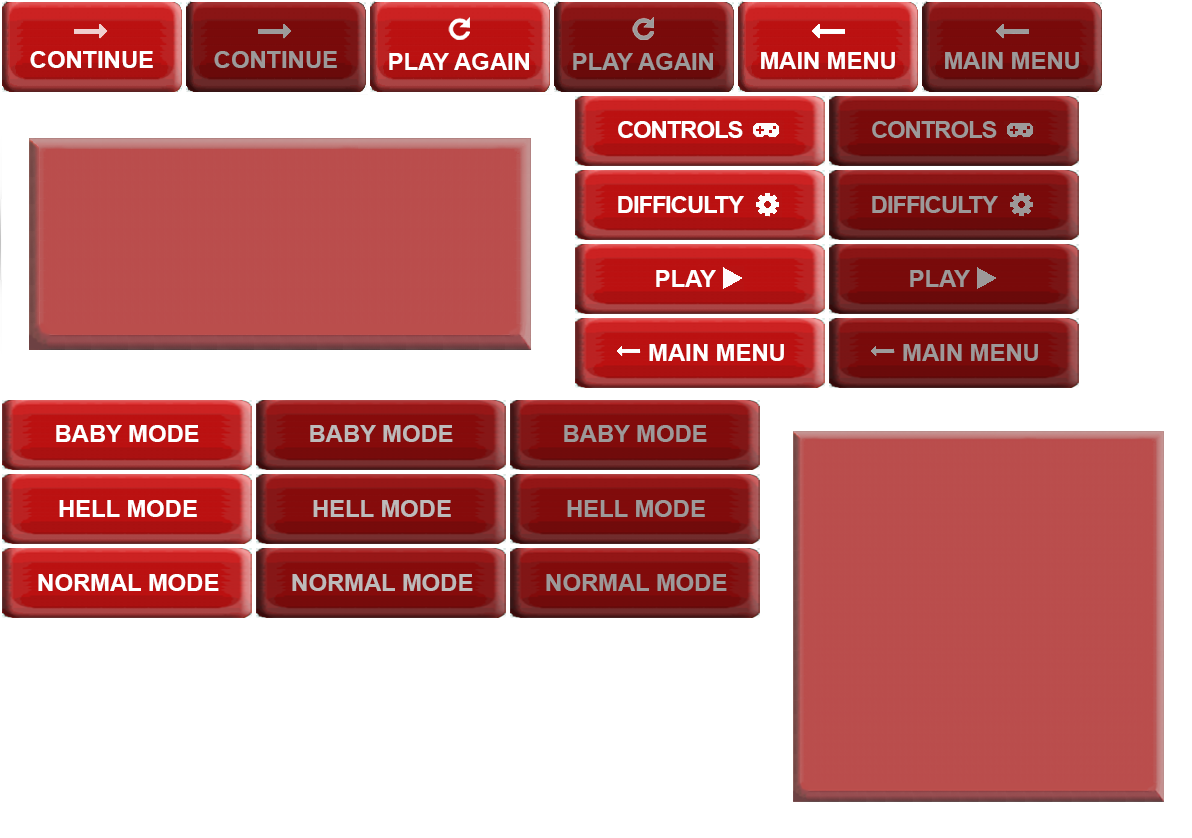 CONTINUE CONTINUE PLAY AGAIN PLAY AGAIN MAIN MENU MAIN MENU
CONTROLS CONTROLS
DIFFICULTY DIFFICULTY
PLAY PLAY
MAIN MENU MAIN MENU
BABY MODE BABY MODE BABY MODE
HELL MODE HELL MODE HELL MODE
NORMAL MODE NORMAL MODE NORMAL MODE